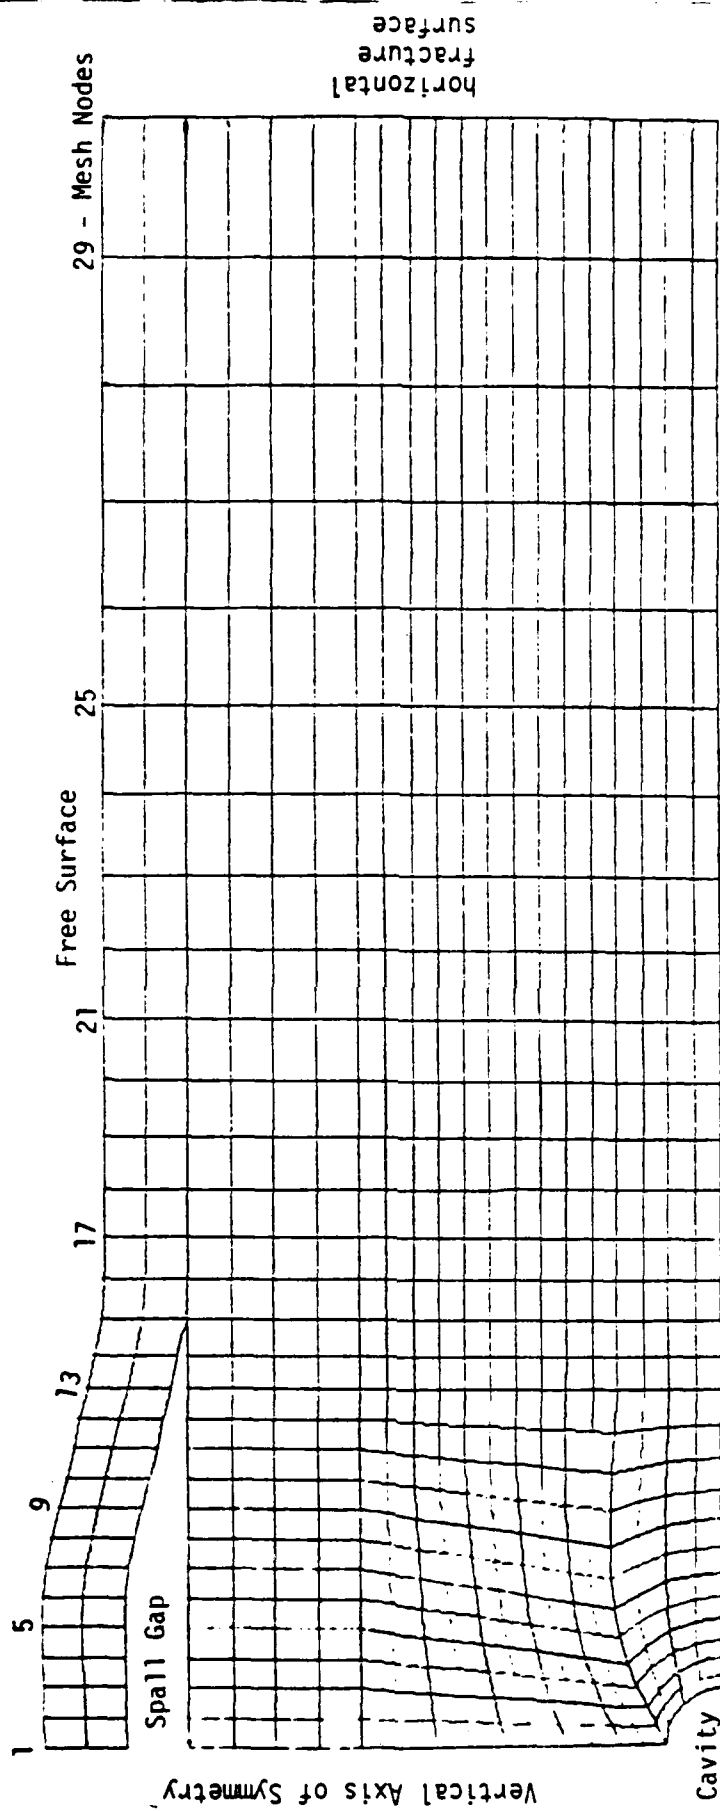 horizontal
fracture
surface
29 - Mesh Nodes
25
Free Surface
21
17
13
9
5
1
Spall Gap
Vertical Axis of Symmetry
Cavity